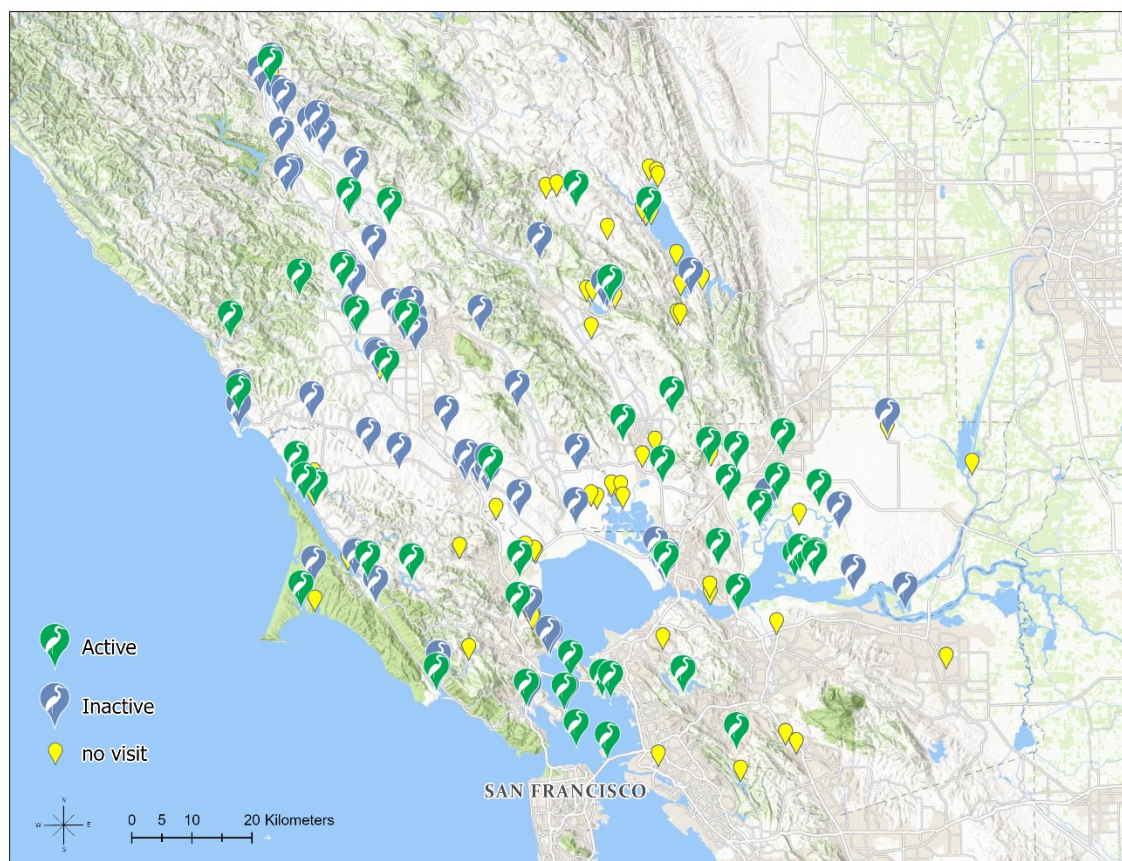 Active
Inactive
no visit
SAN FRANCISCO
N
W
E
S
0 5 10 20 Kilometers